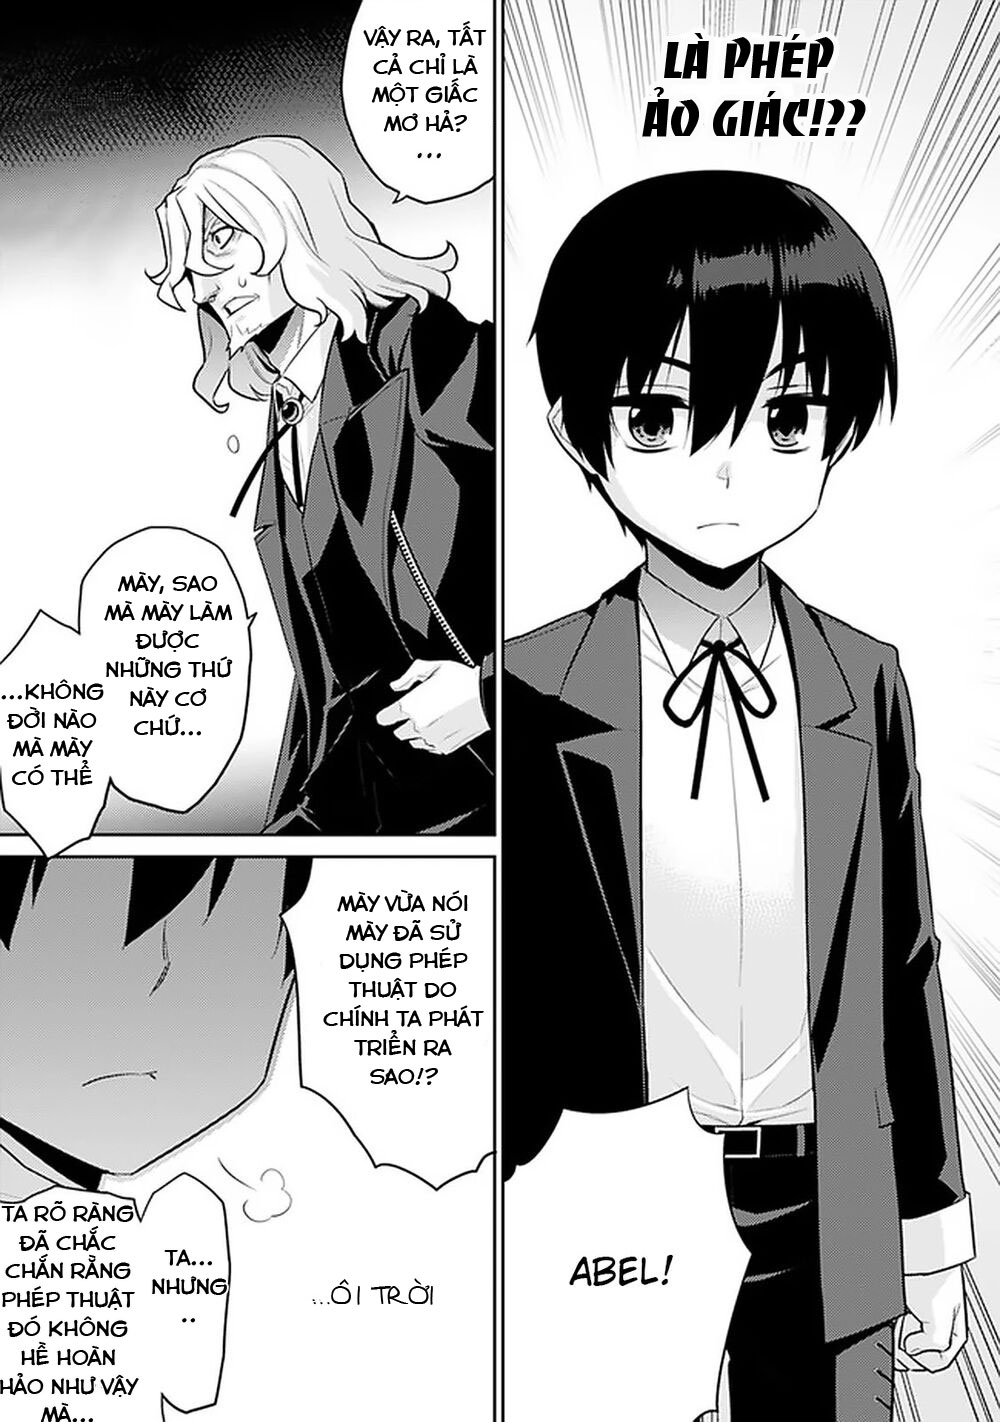 LÀ PHÉP
ẢO GIÁC!??
ABEL!
VẬY RA, TẤT
CẢ CHỈ LÀ
MỘT GIẤC
MƠ HẢ?
...
MÀY, SAO
MÀ MÀY LÀM
ĐƯỢC
NHỮNG THỨ
NÀY CƠ
CHỨ...
...KHÔNG
ĐỜI NÀO
MÀ MÀY
CÓ THỂ
MÀY VỪA NÓI
MÀY ĐÃ SỬ
DỤNG PHÉP
THUẬT DO
CHÍNH TA PHÁT
TRIỂN RA
SAO!?
...ÔI TRỜI
TA...
NHƯNG
..
TA RÕ RÀNG
ĐÃ CHẮC
CHẮN RẰNG
PHÉP THUẬT
ĐÓ KHÔNG
HỀ HOÀN
HẢO NHƯ VẬY
MÀ...